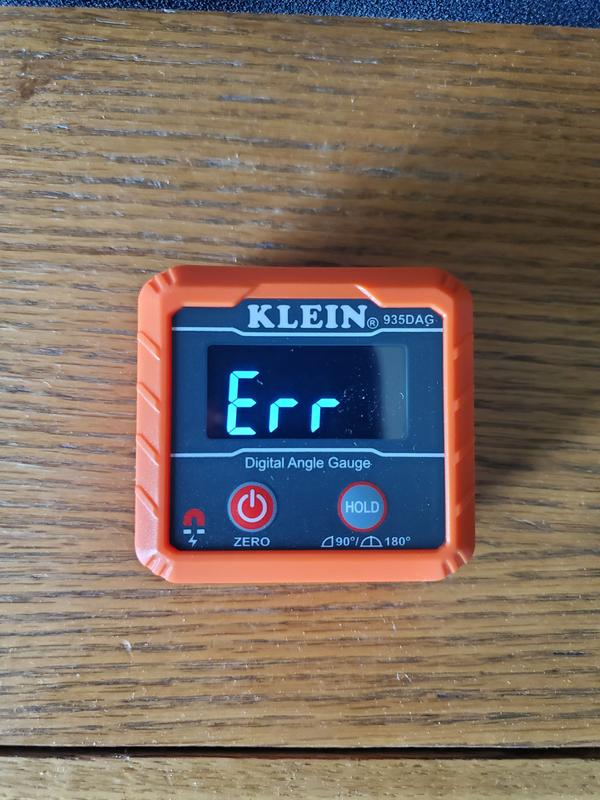 KLEIN® 935DAG
Err
Digital Angle Gauge
HOLD
ZERO
90°/ 180°